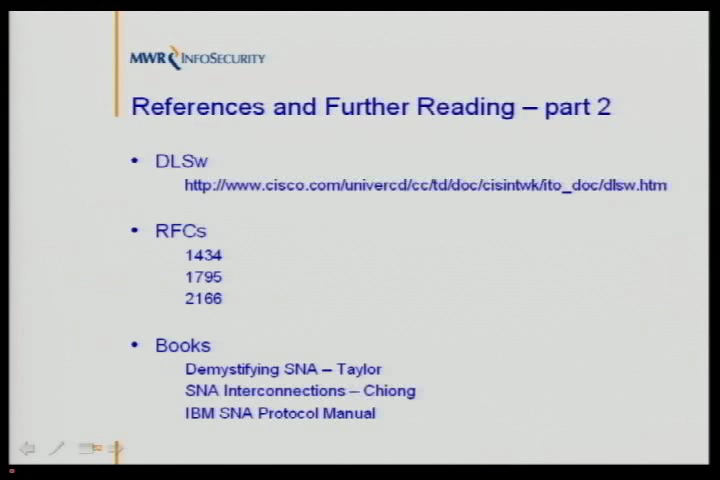 MWR INFOSECURITY
References and Further Reading – part 2
• DLSw
http://www.cisco.com/univercd/cc/td/doc/cisintwk/ito_doc/dlsw.htm
• RFCs
1434
1795
2166
• Books
Demystifying SNA – Taylor
SNA Interconnections – Chiong
IBM SNA Protocol Manual